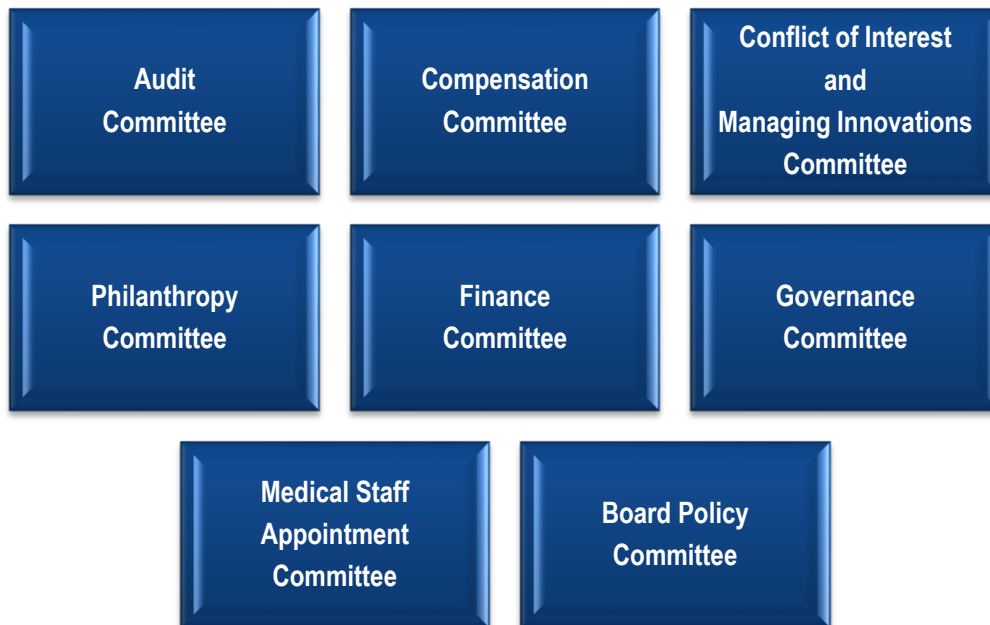 Audit
Committee
Compensation
Committee
Conflict of Interest
and
Managing Innovations
Committee
Philanthropy
Committee
Finance
Committee
Governance
Committee
Medical Staff
Appointment
Committee
Board Policy
Committee